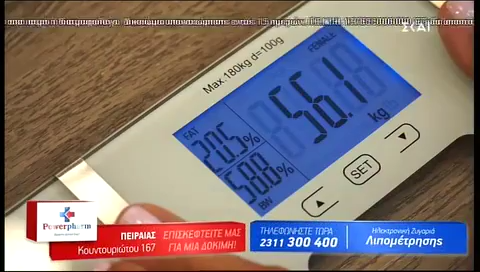 ΣΚΑΪ
Max.180kg d=100g
FEMALE
56.1
kg
FAT
20.5%
58.8%
BW
SET
Powerpharm
ΠΕΙΡΑΙΑΣ
Κουντουριώτου 167
ΕΠΙΣΚΕΦΤΕΙΤΕ ΜΑΣ
ΓΙΑ ΜΙΑ ΔΟΚΙΜΗ!
ΤΗΛΕΦΩΝΗΣΤΕ ΤΩΡΑ
2311 300 400
Ηλεκτρονική Ζυγαριά
Λιπομέτρησης